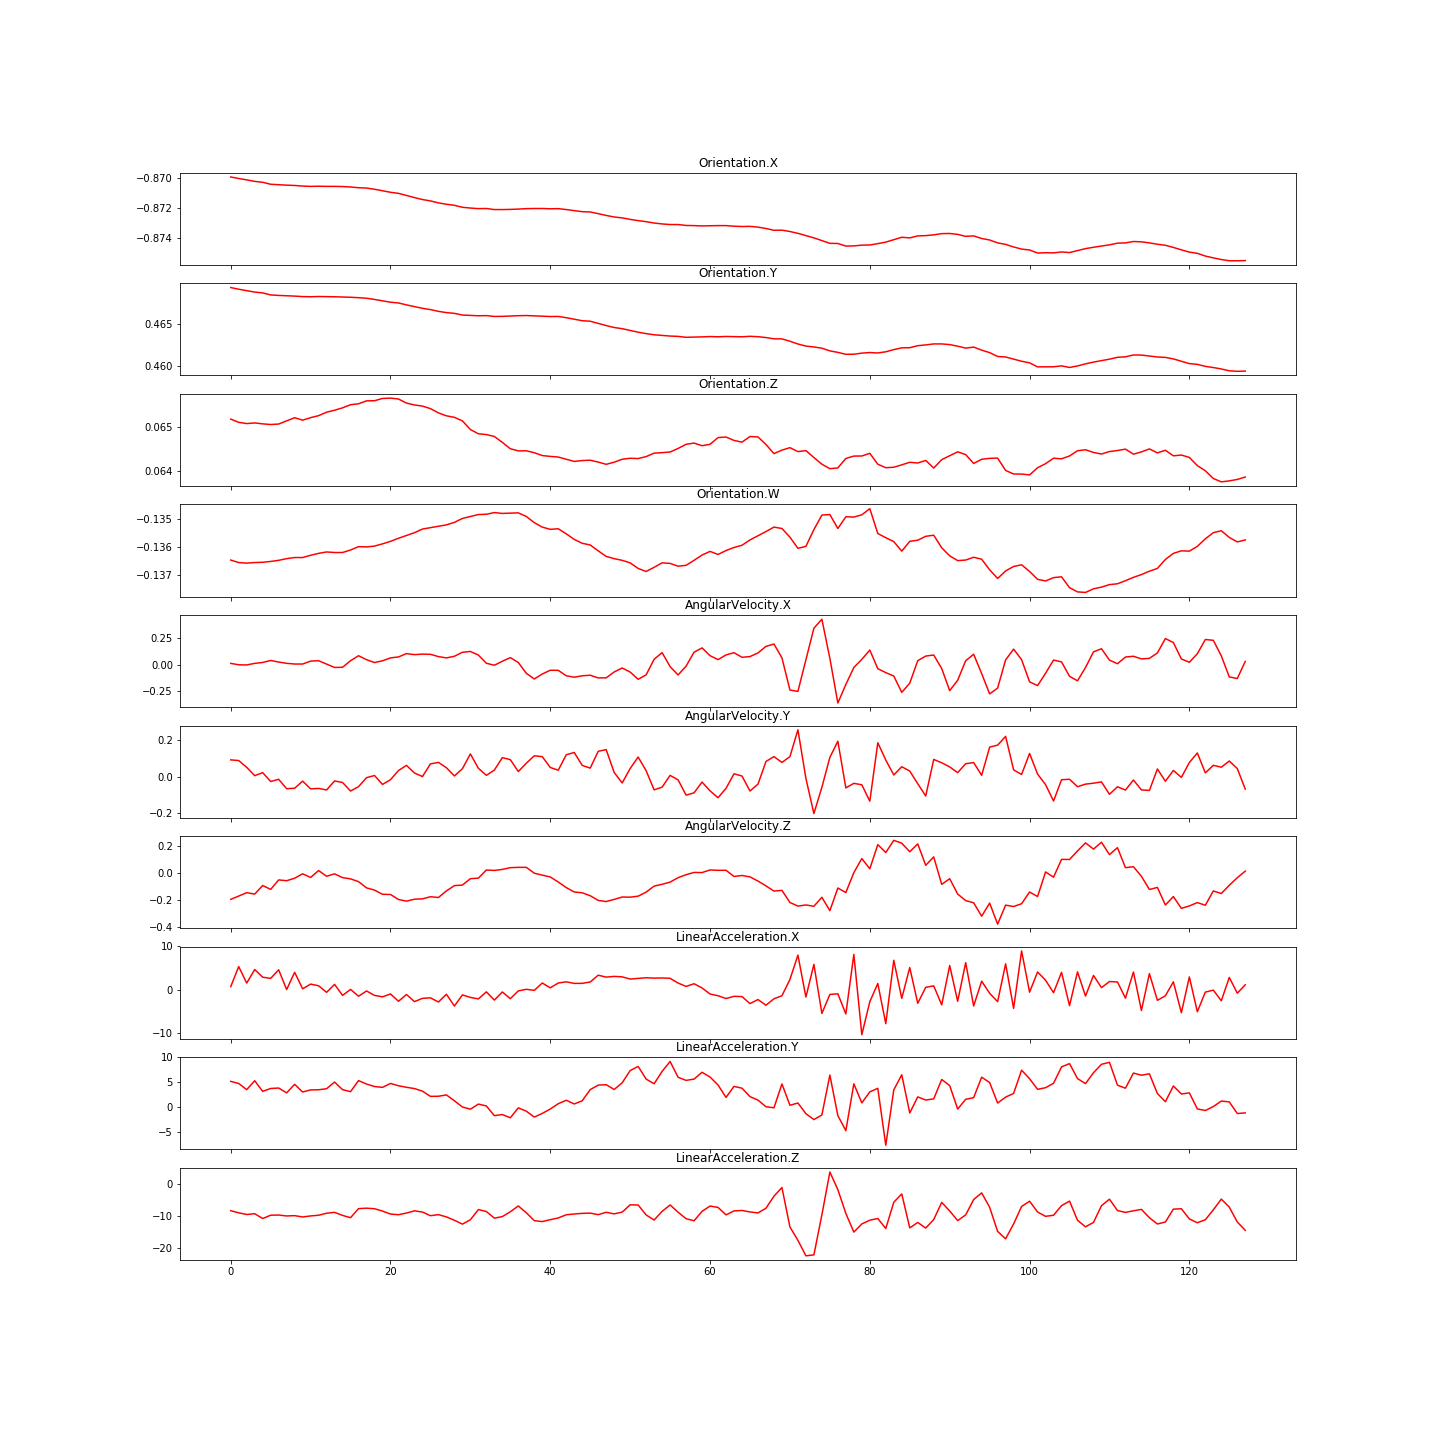 Orientation.X
−0.870
−0.872
−0.874
Orientation.Y
0.465
0.460
Orientation.Z
0.065
0.064
Orientation.W
−0.135
−0.136
−0.137
AngularVelocity.X
0.25
0.00
−0.25
AngularVelocity.Y
0.2
0.0
−0.2
AngularVelocity.Z
0.2
0.0
−0.2
−0.4
LinearAcceleration.X
10
0
−10
LinearAcceleration.Y
10
5
0
−5
LinearAcceleration.Z
0
−10
−20
0 20 40 60 80 100 120